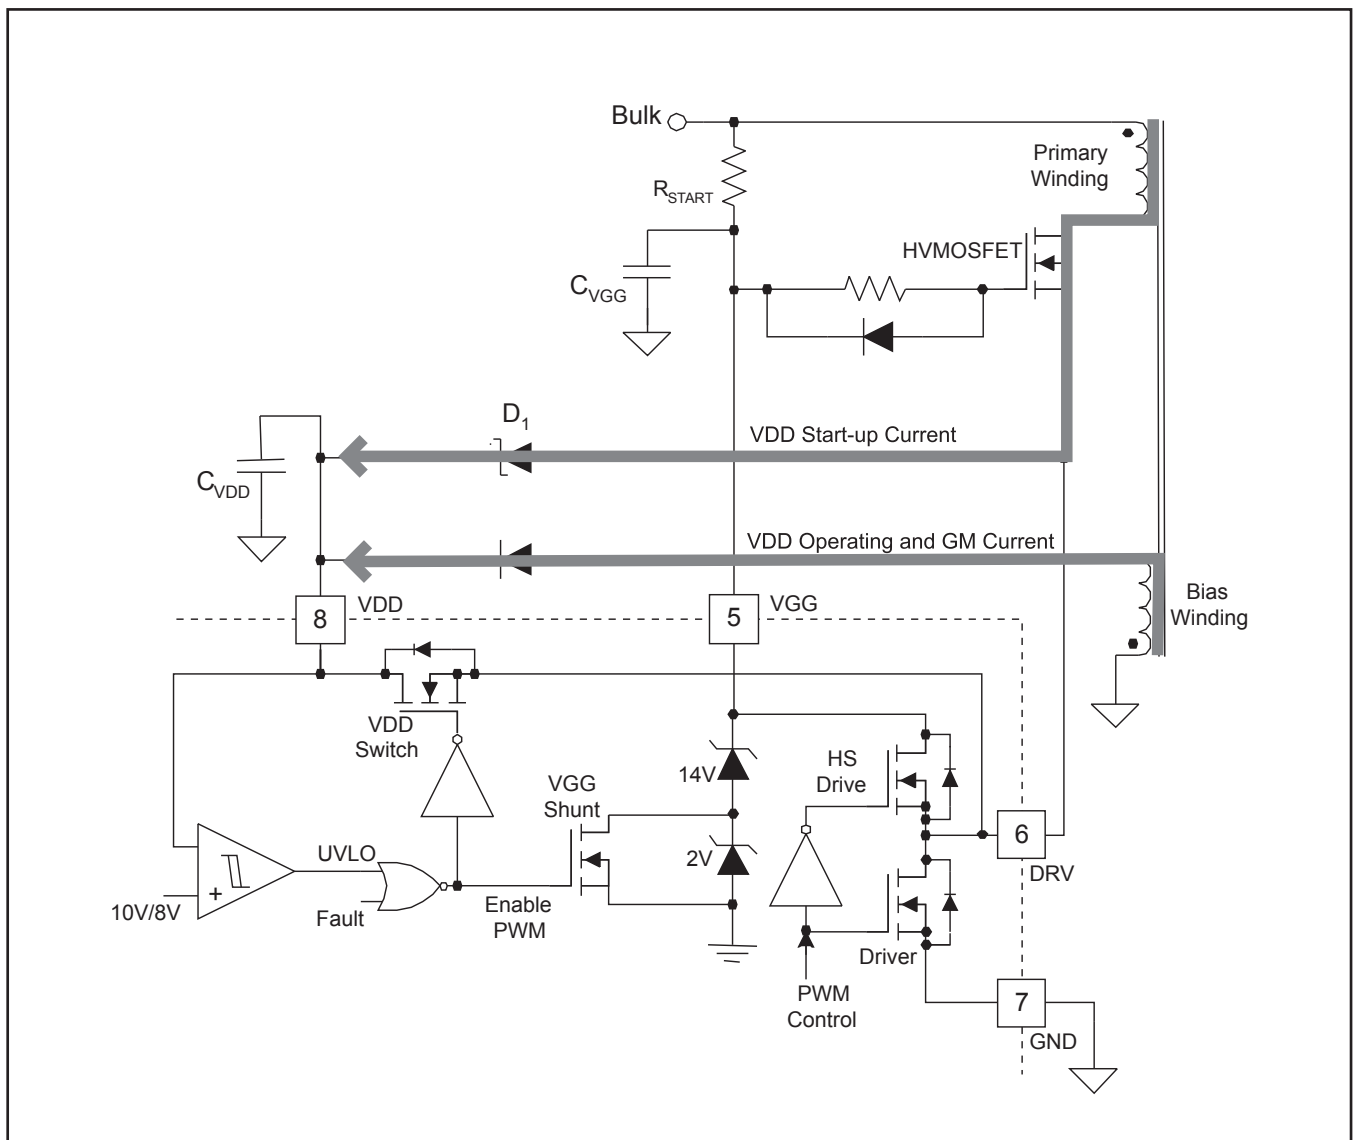 Bulk
Primary
Winding
RSTART
HVMOSFET
CVGG
D1
VDD Start-up Current
CVDD
VDD Operating and GM Current
Bias
Winding
8
VDD
5
VGG
VDD
Switch
VGG
Shunt
14V
HS
Drive
2V
6
DRV
UVLO
+
10V/8V
Fault
Enable
PWM
Driver
PWM
Control
7
GND